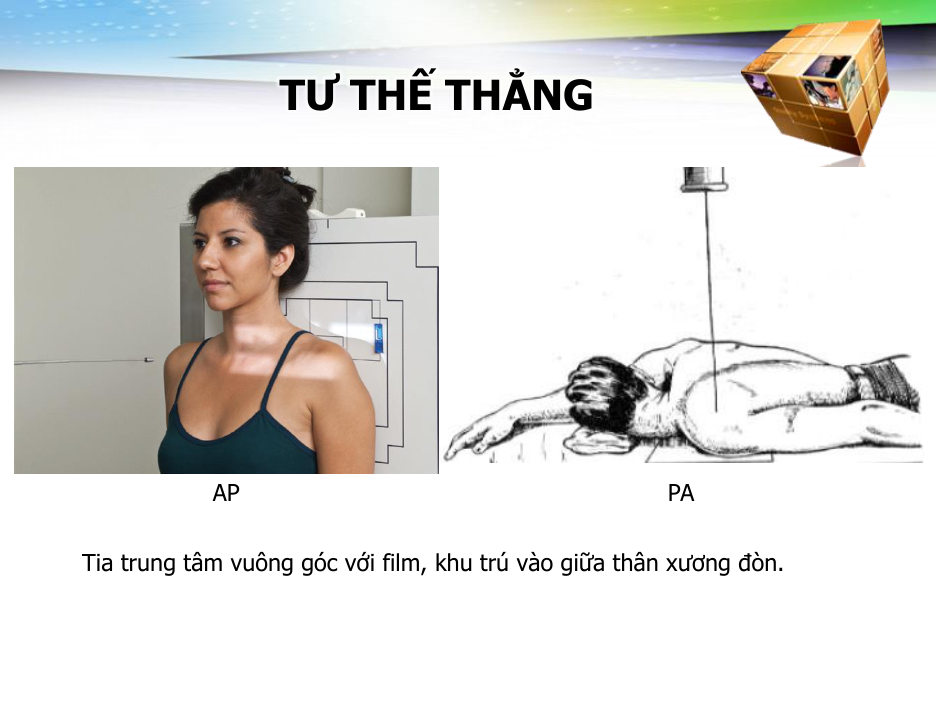 TƯ THẾ THẲNG
AP
PA
Tia trung tâm vuông góc với film, khu trú vào giữa thân xương đòn.